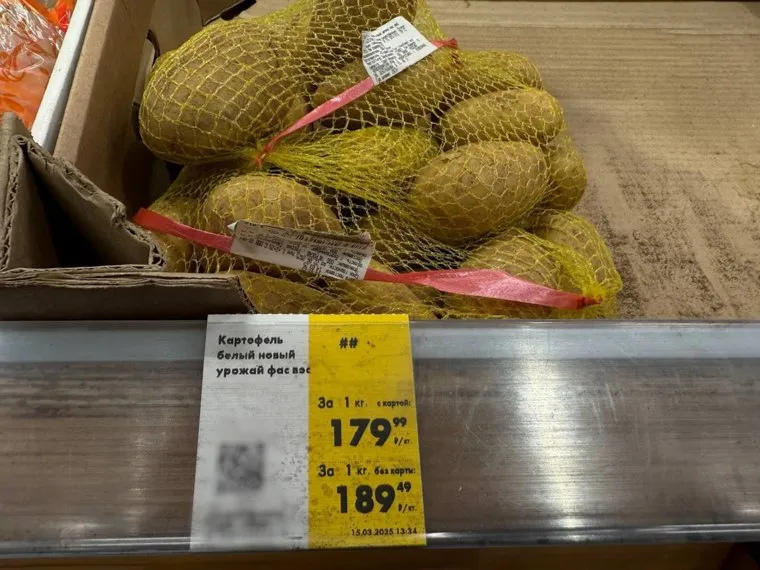 Картофель
белый новый
урожай фас вэс
##
За 1 кг. с картой:
179 99
₽/кг.
За 1 кг. без карты:
189 49
₽/кг.
15.03.2025 13:34